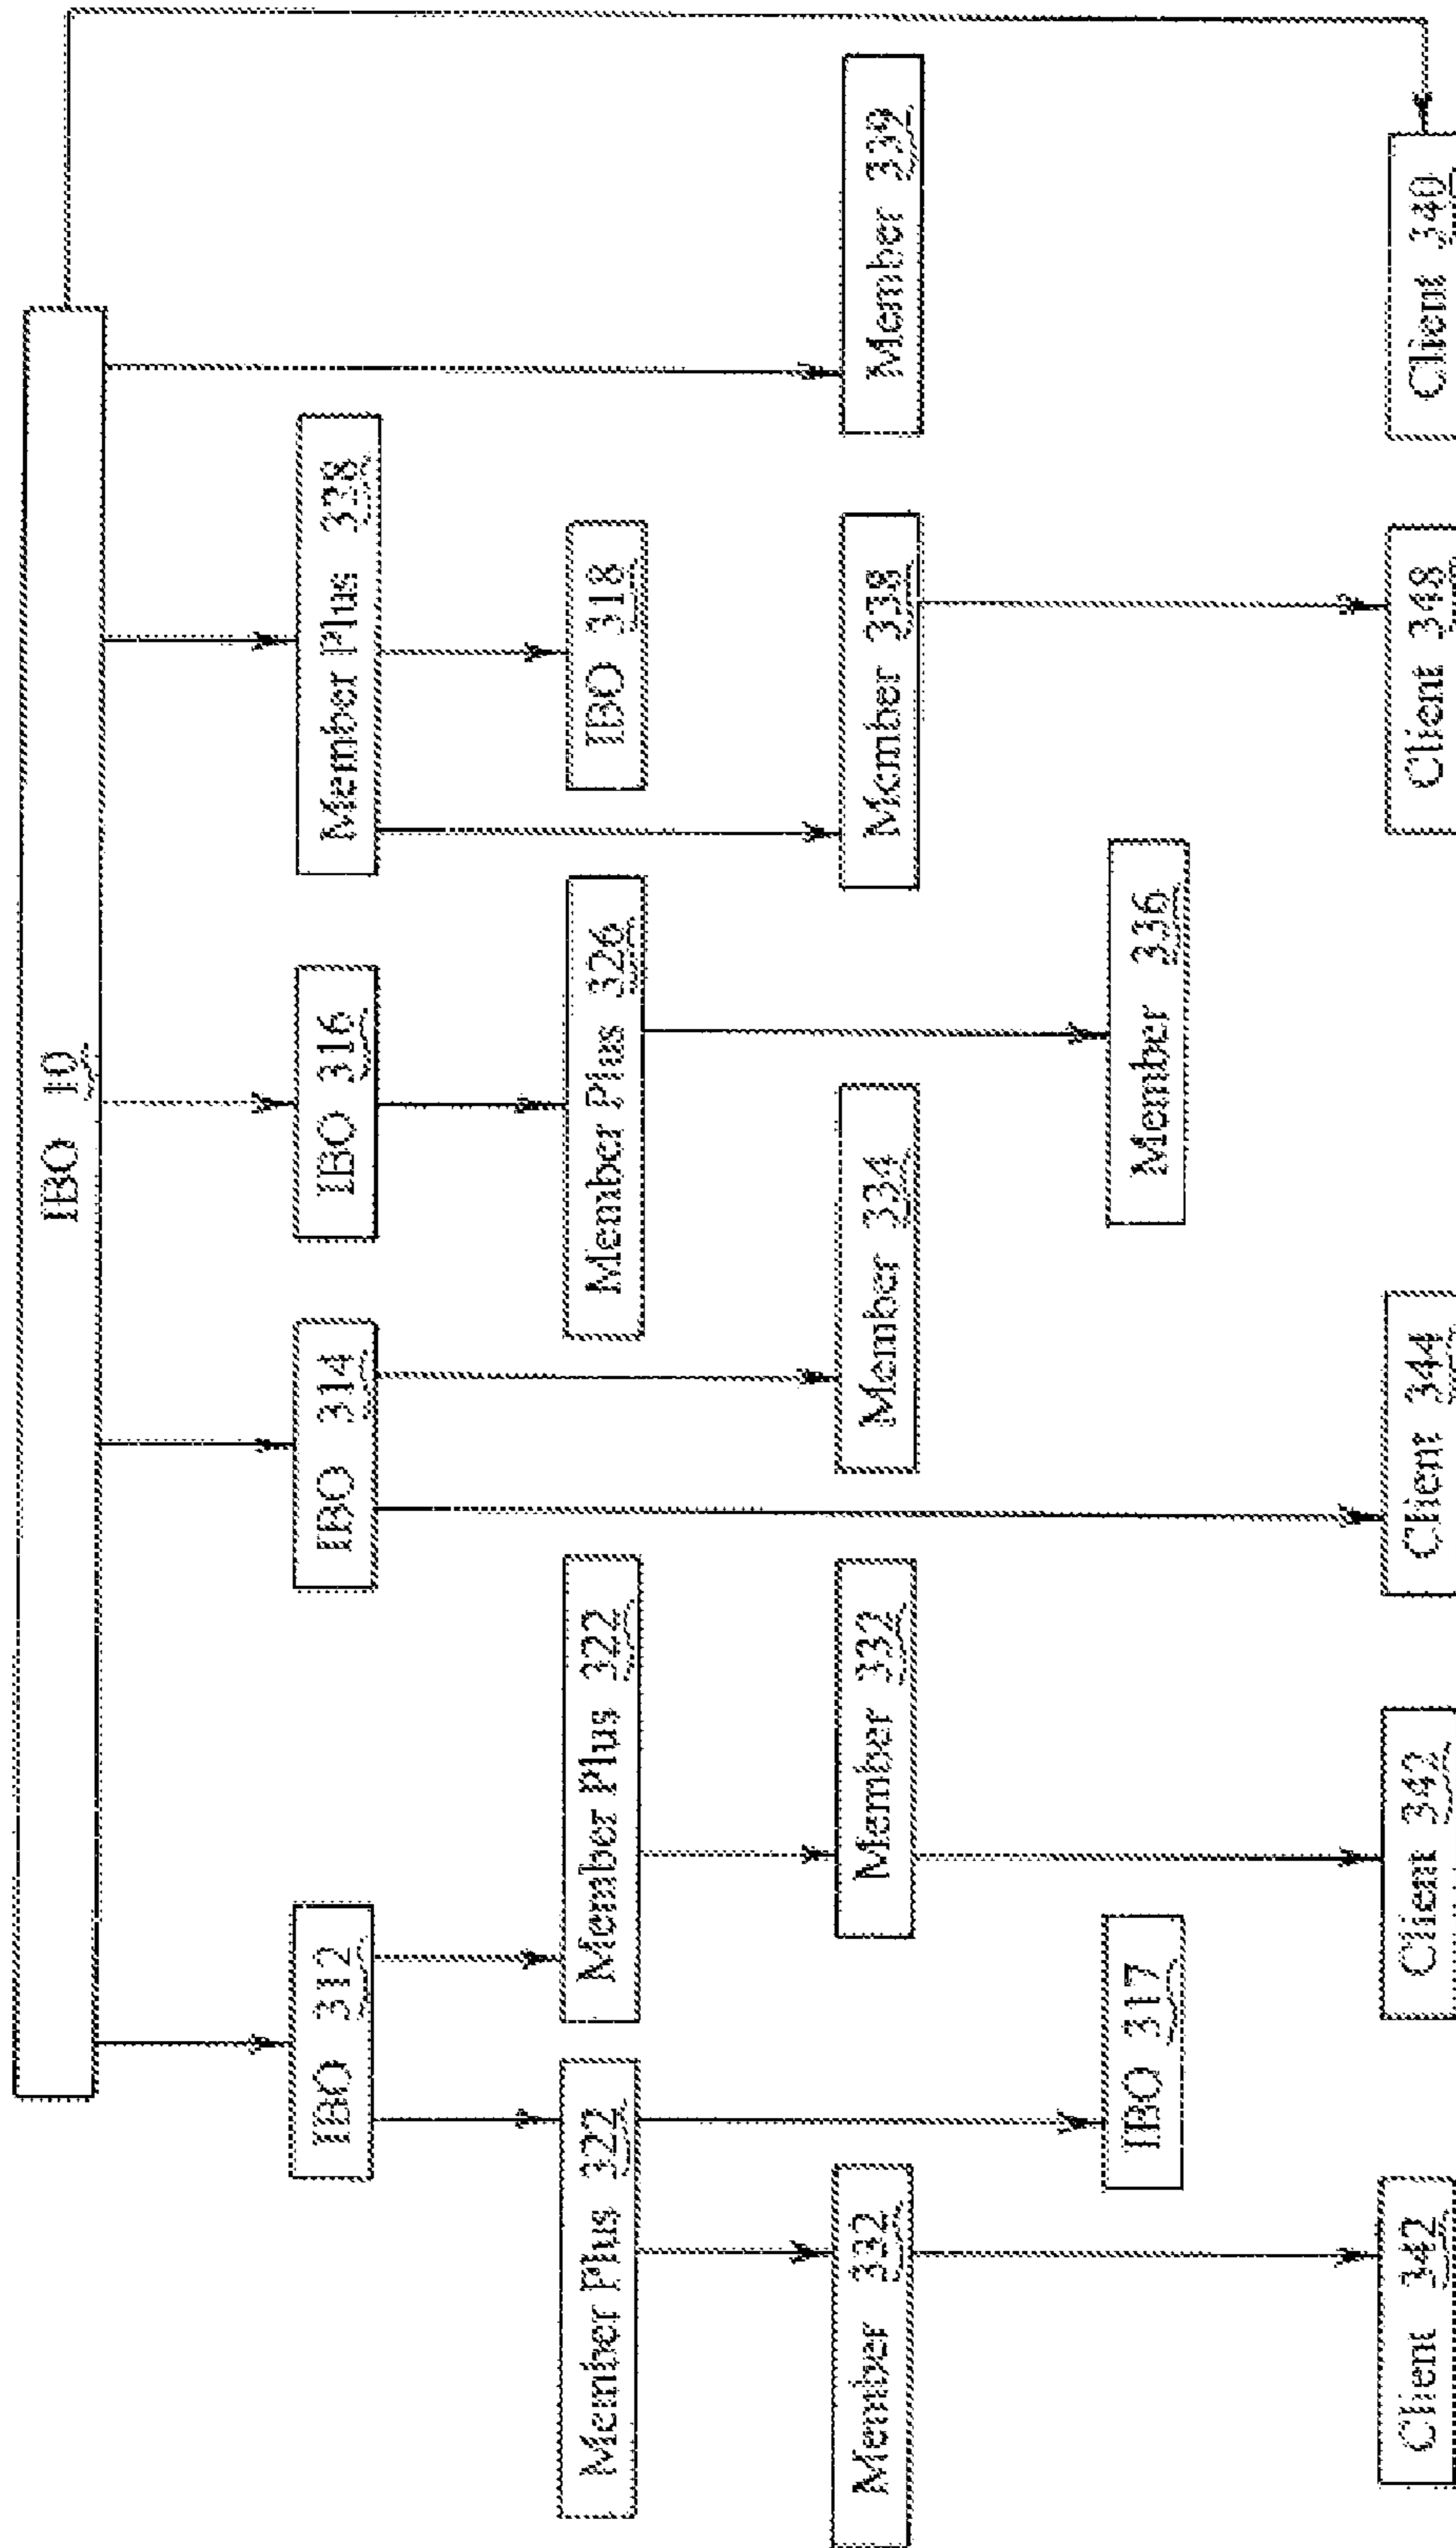 IBO 10
IBO 312
IBO 314
IBO 316
Member Plus 328
Member Plus 322
Member Plus 322
Member Plus 326
IBO 318
Member 332
Member 332
Member 334
Member 338
Member 339
IBO 317
Member 336
Client 342
Client 342
Client 344
Client 348
Client 340